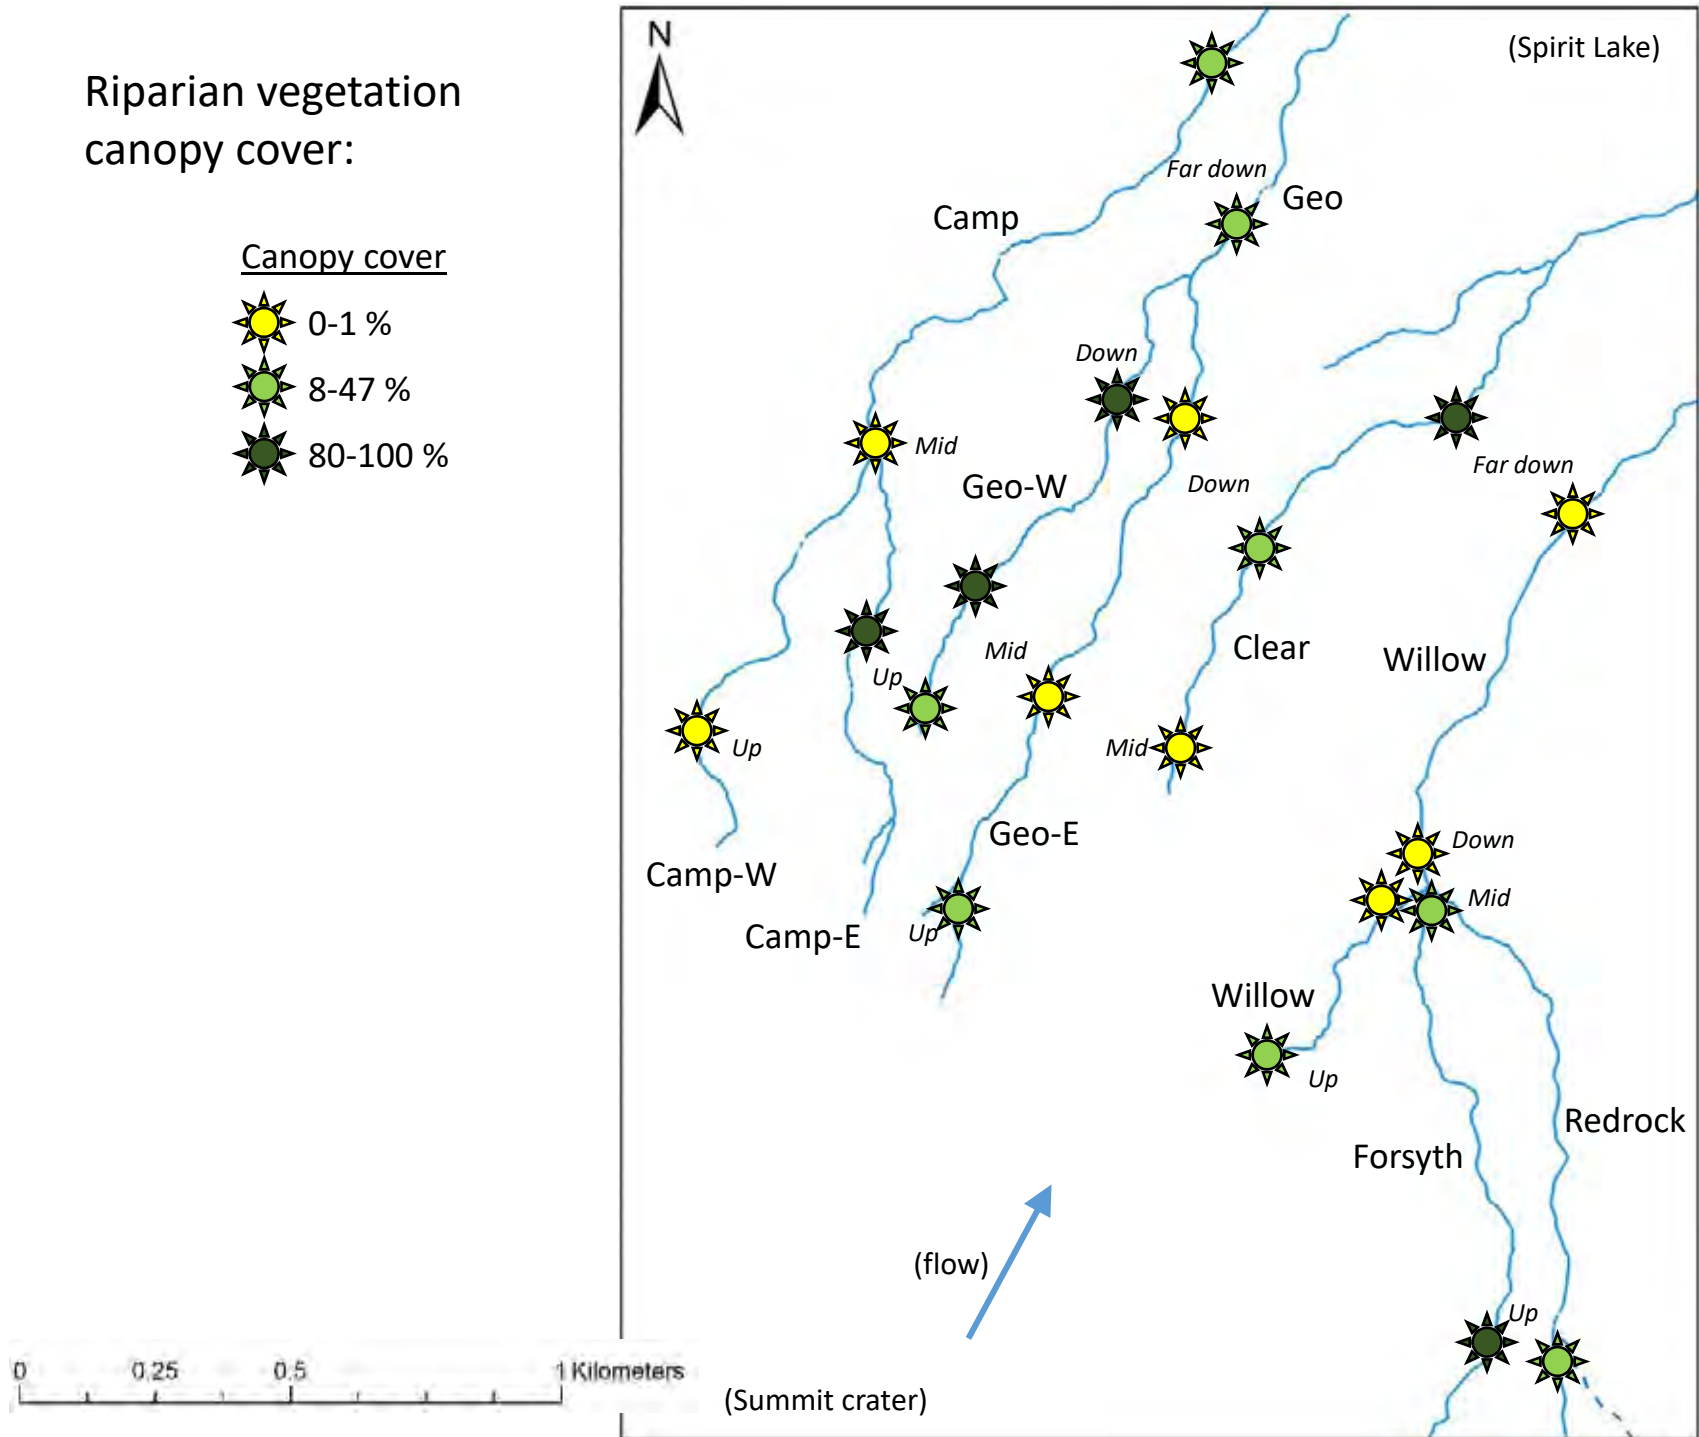 Riparian vegetation
canopy cover:
Canopy cover
0-1 %
8-47 %
80-100 %
N
(Spirit Lake)
Far down
Geo
Camp
Down
Mid
Geo-W
Down
Far down
Mid
Up
Clear
Willow
Up
Mid
Geo-E
Down
Camp-W
Mid
Camp-E
Up
Willow
Up
Redrock
Forsyth
(flow)
Up
0 0.25 0.5 1 Kilometers
(Summit crater)